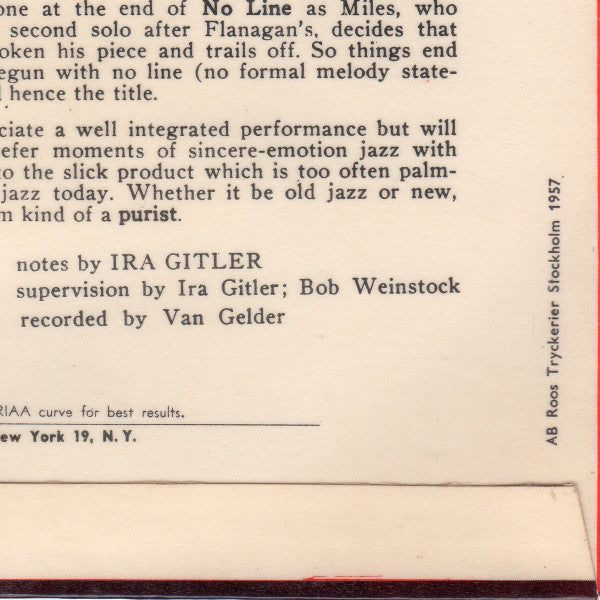 one at the end of No Line as Miles, who
second solo after Flanagan's, decides that
oken his piece and trails off. So things end
egun with no line (no formal melody state-
hence the title.
ciate a well integrated performance but will
efer moments of sincere-emotion jazz with
to the slick product which is too often palm-
jazz today. Whether it be old jazz or new,
m kind of a purist.
notes by IRA GITLER
supervision by Ira Gitler; Bob Weinstock
recorded by Van Gelder
RIAA curve for best results.
New York 19, N. Y.
AB Roos Tryckerier Stockholm 1957.